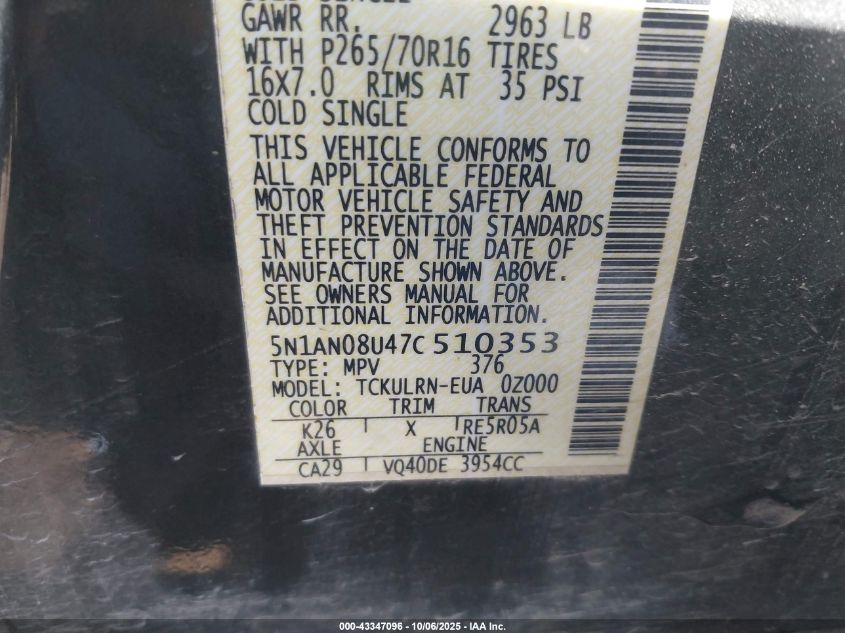 GAWR RR. 2963 LB
WITH P265/70R16 TIRES
16X7.0 RIMS AT 35 PSI
COLD SINGLE
THIS VEHICLE CONFORMS TO
ALL APPLICABLE FEDERAL
MOTOR VEHICLE SAFETY AND
THEFT PREVENTION STANDARDS
IN EFFECT ON THE DATE OF
MANUFACTURE SHOWN ABOVE.
SEE OWNERS MANUAL FOR
ADDITIONAL INFORMATION.
5N1AN08U47C510353
TYPE: MPV 376
MODEL: TCKULRN-EUA 0Z000
COLOR TRIM TRANS
K26 X RE5R05A
AXLE ENGINE
CA29 VQ40DE 3954CC
000-43347096 - 10/06/2025 - IAA Inc.